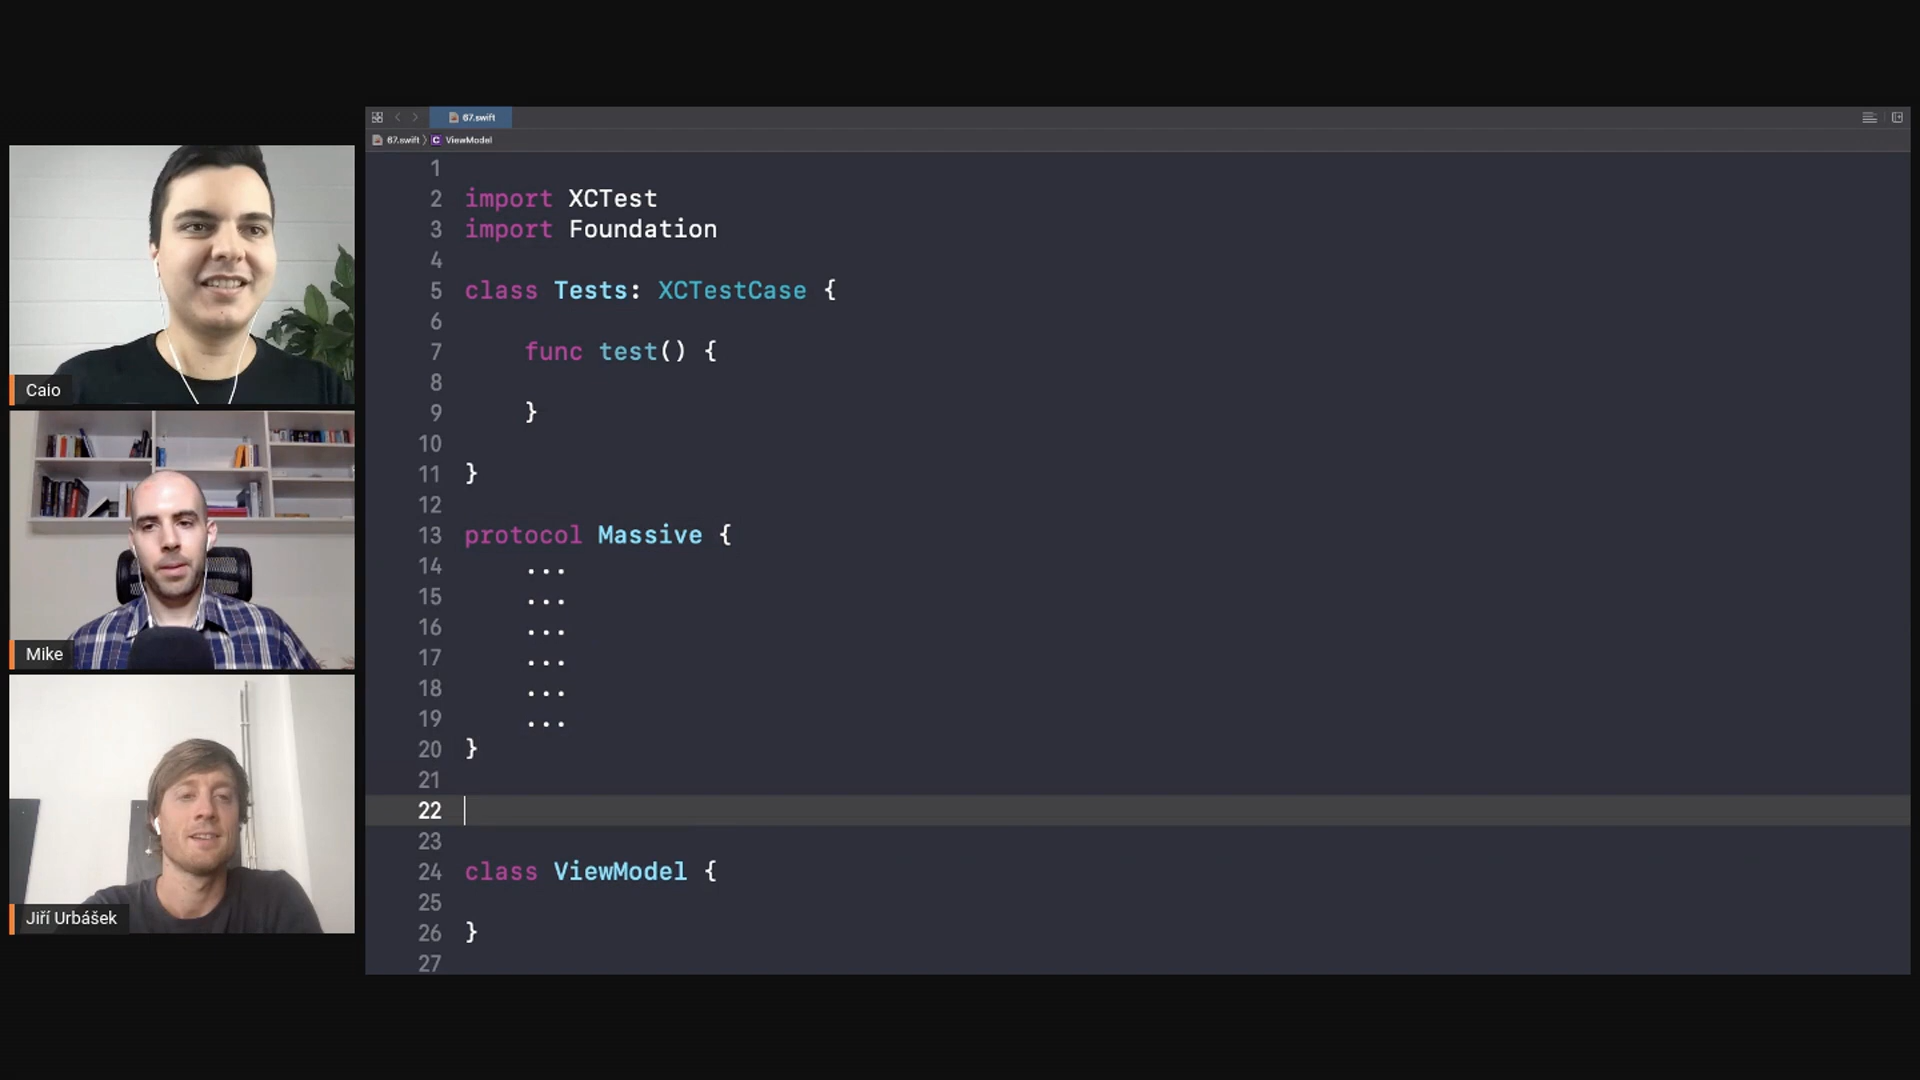 Caio
Mike
Jiří Urbášek
67.swift
67.swift > C ViewModel
1
2 import XCTest
3 import Foundation
4
5 class Tests: XCTestCase {
6
7 func test() {
8
9 }
10
11 }
12
13 protocol Massive {
14 ...
15 ...
16 ...
17 ...
18 ...
19 ...
20 }
21
22
23
24 class ViewModel {
25
26 }
27